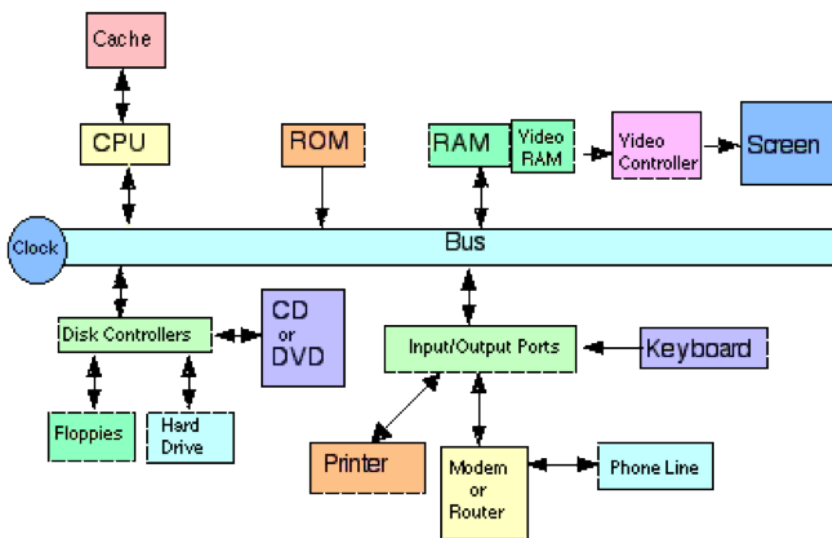 Cache
CPU
ROM
RAM
Video
RAM
Video
Controller
Screen
Clock
Bus
Disk Controllers
CD
or
DVD
Input/Output Ports
Keyboard
Floppies
Hard
Drive
Printer
Modem
or
Router
Phone Line